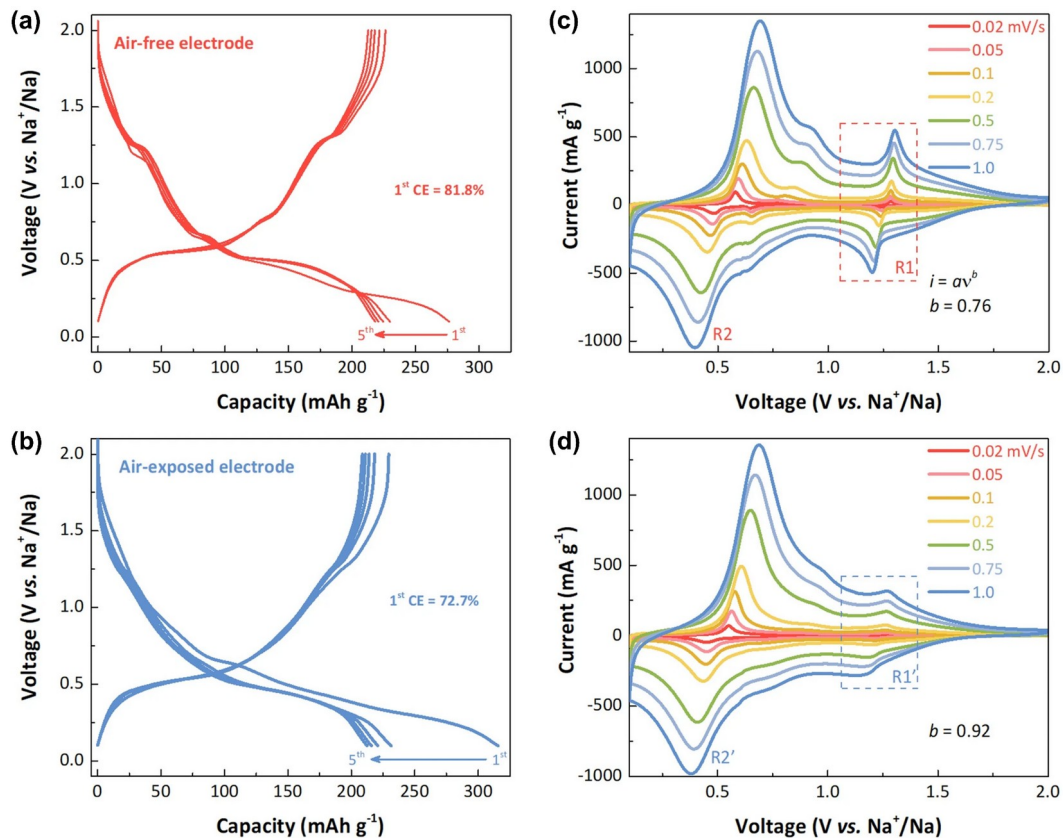 (a)
Air-free electrode
1st CE = 81.8%
5th
1st
2.0
1.5
1.0
0.5
0.0
Voltage (V vs. Na+/Na)
0 50 100 150 200 250 300
Capacity (mAh g-1)
(c)
0.02 mV/s
0.05
0.1
0.2
0.5
0.75
1.0
R1
R2
i = aνb
b = 0.76
1000
500
0
-500
-1000
Current (mA g-1)
0.5 1.0 1.5 2.0
Voltage (V vs. Na+/Na)
(b)
Air-exposed electrode
1st CE = 72.7%
5th
1st
2.0
1.5
1.0
0.5
0.0
Voltage (V vs. Na+/Na)
0 50 100 150 200 250 300
Capacity (mAh g-1)
(d)
0.02 mV/s
0.05
0.1
0.2
0.5
0.75
1.0
R1’
R2’
b = 0.92
1000
500
0
-500
-1000
Current (mA g-1)
0.5 1.0 1.5 2.0
Voltage (V vs. Na+/Na)